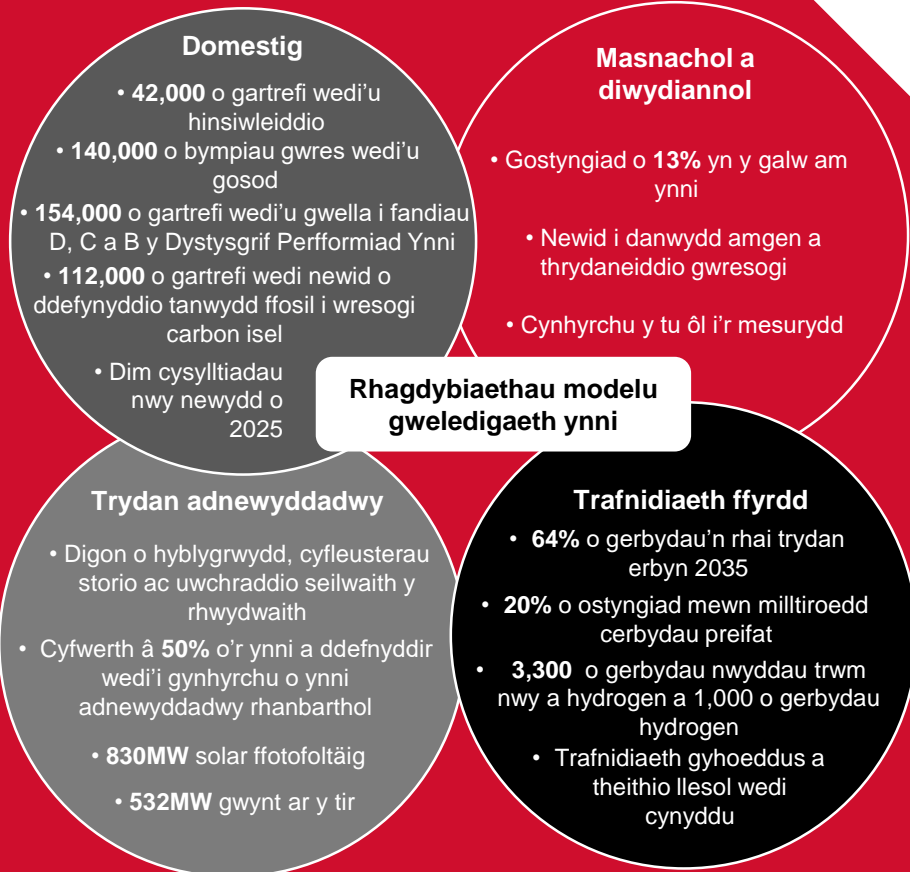 Domestig
• 42,000 o gartrefi wedi'u
hinsiwleiddio
• 140,000 o bympiau gwres wedi'u
gosod
• 154,000 o gartrefi wedi'u gwella i fandiau
D, C a B y Dystysgrif Perfformiad Ynni
• 112,000 o gartrefi wedi newid o
ddefynyddio tanwydd ffosil i wresogi
carbon isel
• Dim cysylltiadau
nwy newydd o
2025
Masnachol a
diwydiannol
• Gostyngiad o 13% yn y galw am
ynni
• Newid i danwydd amgen a
thrydaneiddio gwresogi
• Cynhyrchu y tu ôl i'r mesurydd
Rhagdybiaethau modelu
gweledigaeth ynni
Trydan adnewyddadwy
• Digon o hyblygrwydd, cyfleusterau
storio ac uwchraddio seilwaith y
rhwydwaith
• Cyfwerth â 50% o'r ynni a ddefnyddir
wedi'i gynhyrchu o ynni
adnewyddadwy rhanbarthol
• 830MW solar ffotofoltäig
• 532MW gwynt ar y tir
Trafnidiaeth ffyrdd
• 64% o gerbydau'n rhai trydan
erbyn 2035
• 20% o ostyngiad mewn milltiroedd
cerbydau preifat
• 3,300 o gerbydau nwyddau trwm
nwy a hydrogen a 1,000 o gerbydau
hydrogen
• Trafnidiaeth gyhoeddus a
theithio llesol wedi
cynyddu